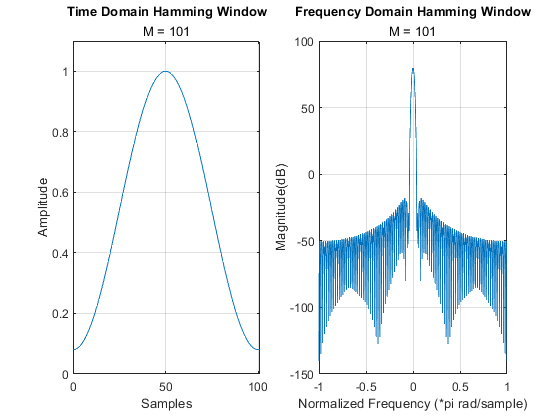 Time Domain Hamming Window
M = 101
1
0.8
0.6
0.4
0.2
0
0
50
100
Amplitude
Samples
Frequency Domain Hamming Window
M = 101
100
50
0
-50
-100
-150
-1
-0.5
0
0.5
1
Magnitude(dB)
Normalized Frequency (*pi rad/sample)